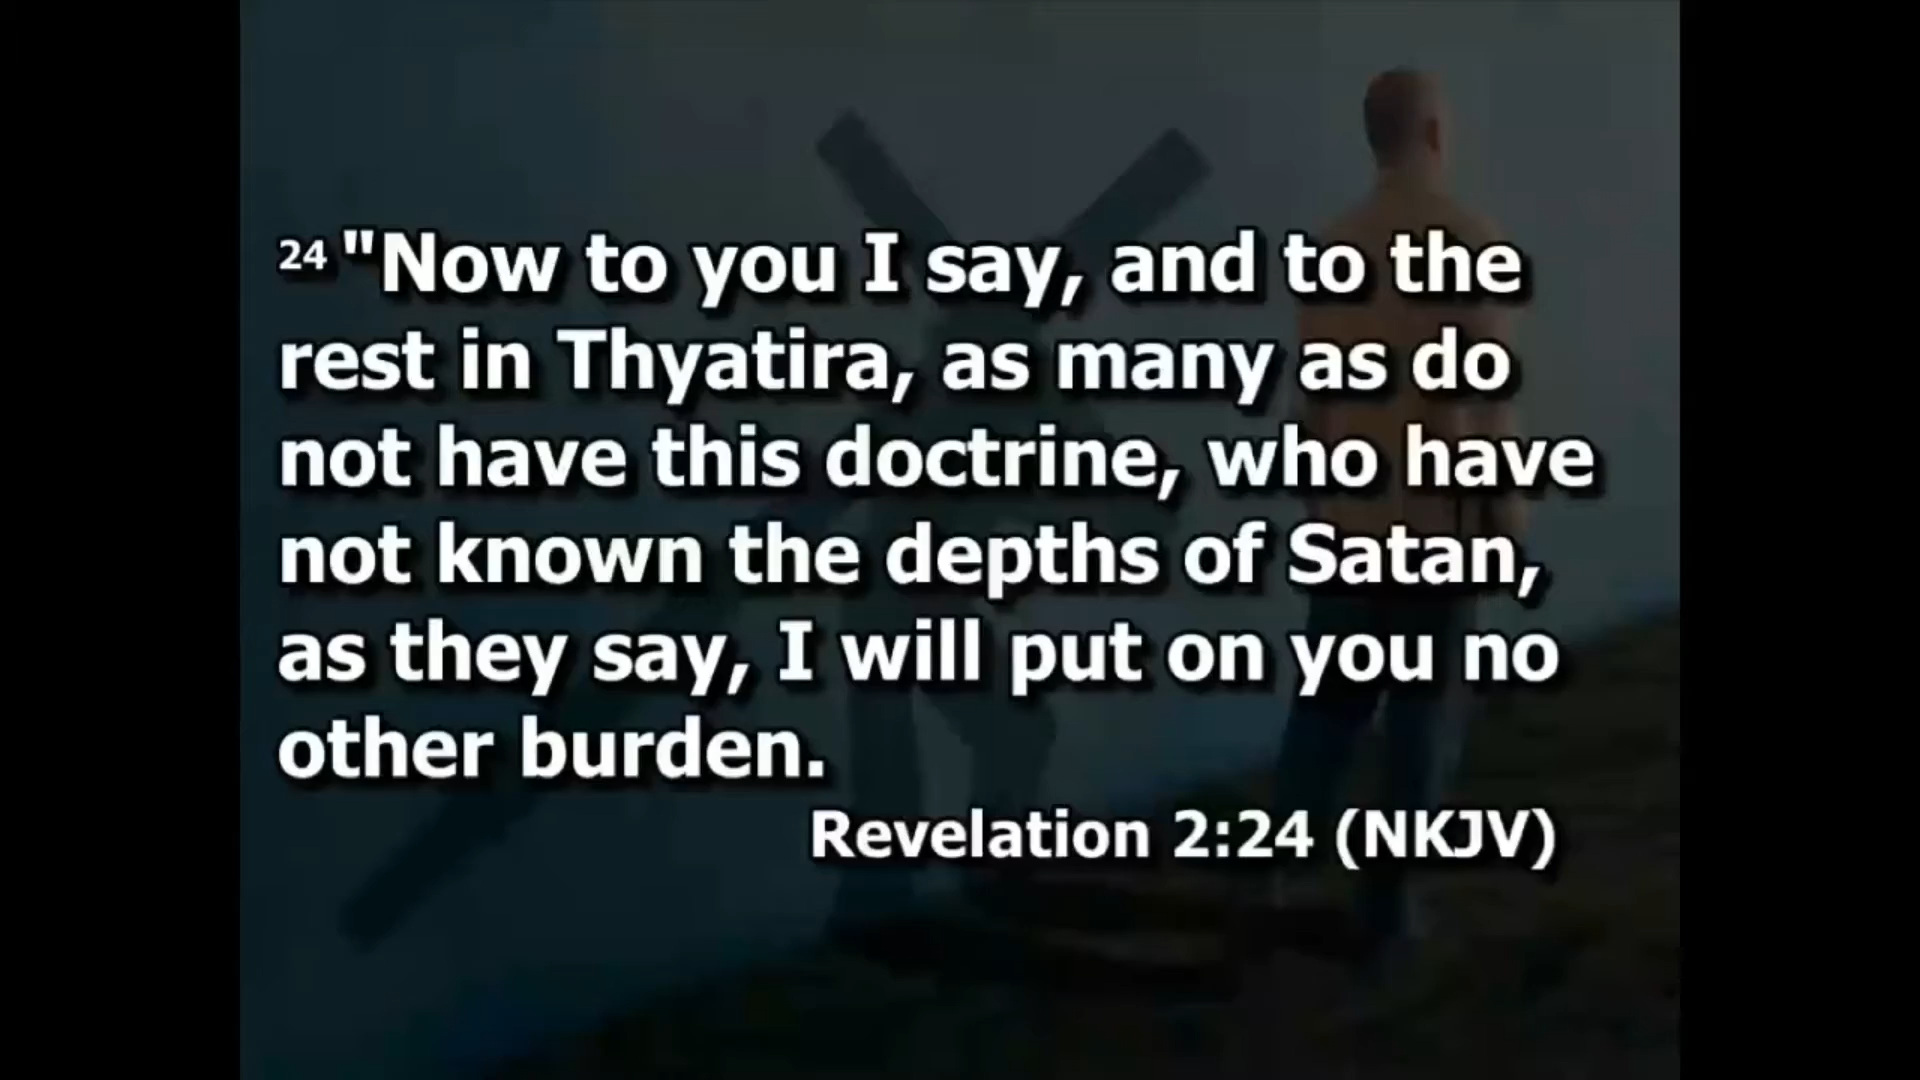 24 "Now to you I say, and to the
rest in Thyatira, as many as do
not have this doctrine, who have
not known the depths of Satan,
as they say, I will put on you no
other burden.
Revelation 2:24 (NKJV)